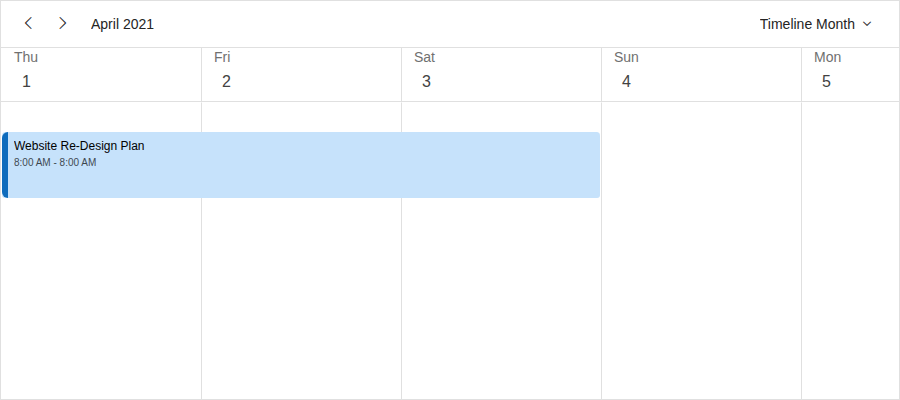 April 2021
Timeline Month
Thu
Fri
Sat
Sun
Mon
1
2
3
4
5
Website Re-Design Plan
8:00 AM - 8:00 AM